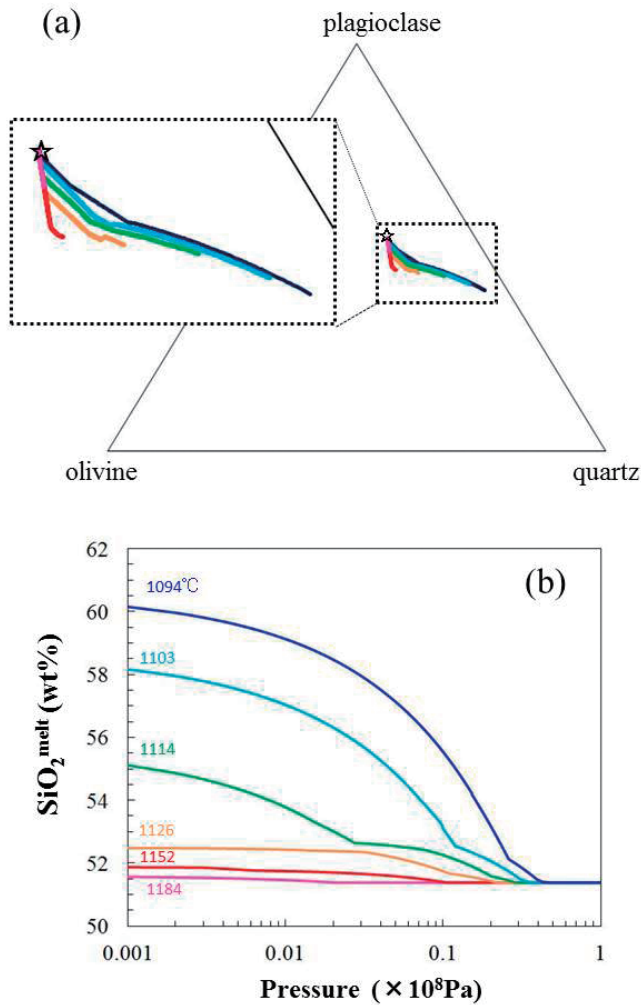 (a)
plagioclase
olivine
quartz
(b)
62
60
58
56
54
52
50
SiO₂ᵐᵉˡᵗ (wt%)
1094℃
1103
1114
1126
1152
1184
0.001
0.01
0.1
1
Pressure (×10⁸Pa)